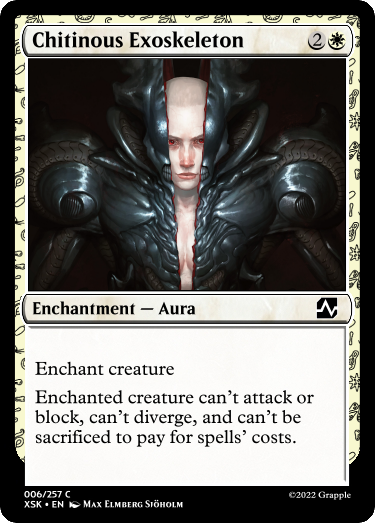 Chitinous Exoskeleton 2
Enchantment — Aura
Enchant creature
Enchanted creature can't attack or
block, can't diverge, and can't be
sacrificed to pay for spells' costs.
006/257 C
XSK • EN Max Elmberg Sjöholm
©2022 Grapple